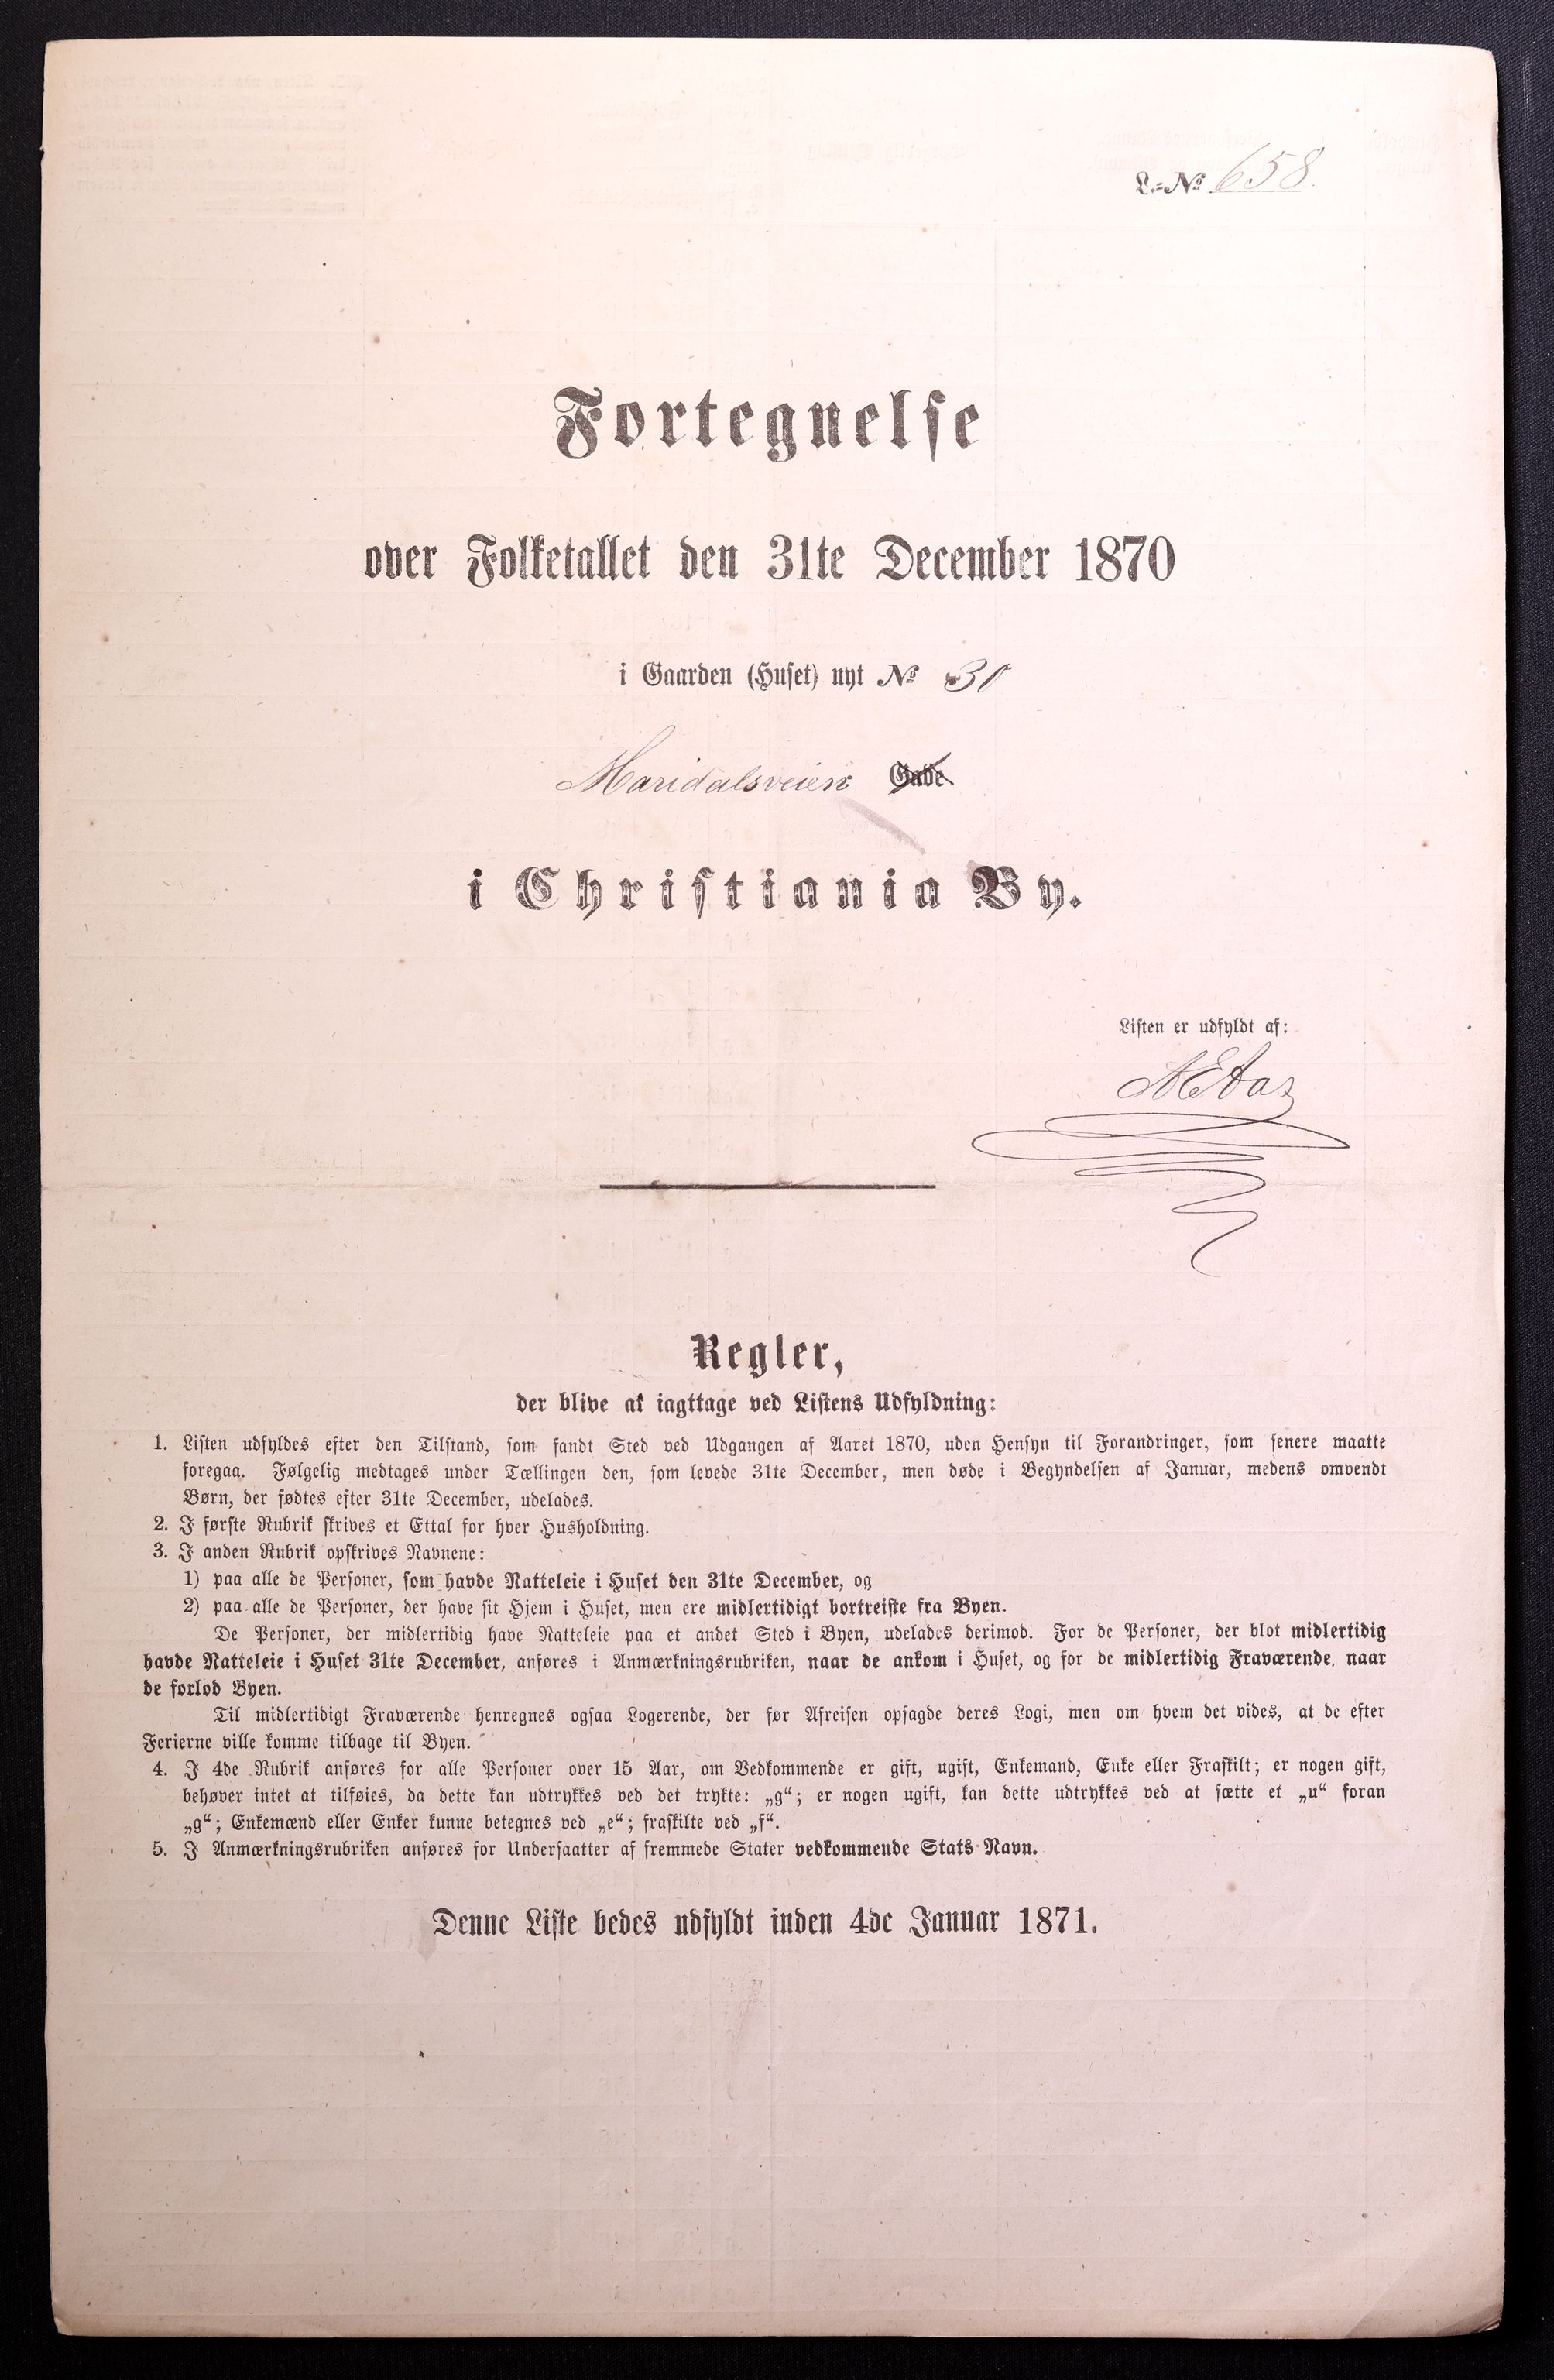 L.=№ 658.
Fortegnelse
over Folketallet den 31te December 1870
i Gaarden (Huset) nyt № 30
Maridalsveien Gade
i Christiania By.
Listen er udfyldt af:
Regler,
der blive at iagttage ved Listens Udfyldning:
1. Listen udfyldes efter den Tilstand, som fandt Sted ved Udgangen af Aaret 1870, uden Hensyn til Forandringer, som senere maatte
foregaa. Følgelig medtages under Tællingen den, som levede 31te December, men døde i Begyndelsen af Januar, medens omvendt
Børn, der fødtes efter 31te December, udelades.
2. I første Rubrik skrives et Ettal for hver Husholdning.
3. I anden Rubrik opskrives Navnene:
1) paa alle de Personer, som havde Natteleie i Huset den 31te December, og
2) paa alle de Personer, der have sit Hjem i Huset, men ere midlertidigt bortreiste fra Byen.
De Personer, der midlertidig have Natteleie paa et andet Sted i Byen, udelades derimod. For de Personer, der blot midlertidig
havde Natteleie i Huset 31te December, anføres i Anmærkningsrubriken, naar de ankom i Huset, og for de midlertidig Fraværende, naar
de forlod Byen.
Til midlertidigt Fraværende henregnes ogsaa Logerende, der før Afreisen opsagde deres Logi, men om hvem det vides, at de efter
Ferierne ville komme tilbage til Byen.
4. I 4de Rubrik anføres for alle Personer over 15 Aar, om Vedkommende er gift, ugift, Enkemand, Enke eller Fraskilt; er nogen gift,
behøver intet at tilføies, da dette kan udtrykkes ved det trykte: „g“; er nogen ugift, kan dette udtrykkes ved at sætte et „u“ foran
„g“; Enkemænd eller Enker kunne betegnes ved „e“; fraskilte ved „f“.
5. I Anmærkningsrubriken anføres for Undersaatter af fremmede Stater vedkommende Stats Navn.
Denne Liste bedes udfyldt inden 4de Januar 1871.